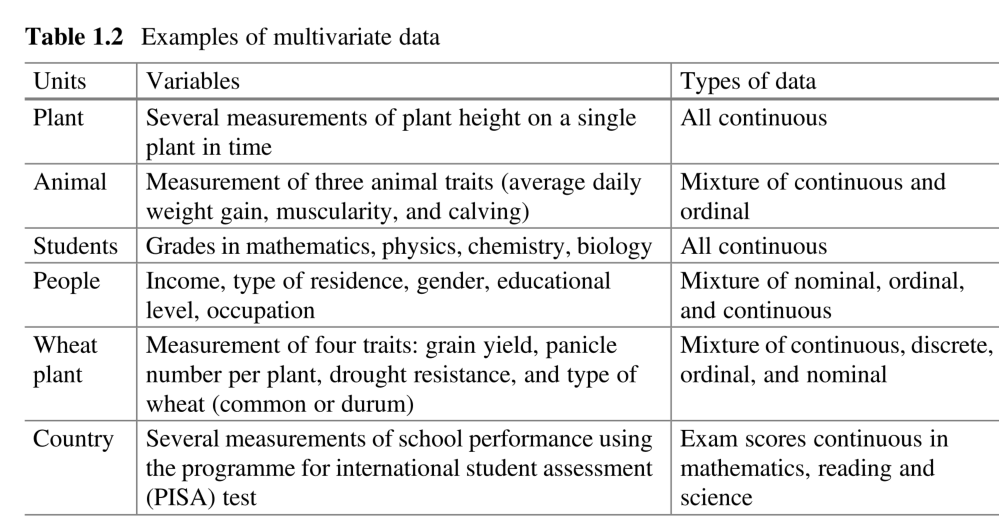 Table 1.2 Examples of multivariate data
Units Variables Types of data
Plant Several measurements of plant height on a single All continuous
plant in time
Animal Measurement of three animal traits (average daily Mixture of continuous and
weight gain, muscularity, and calving) ordinal
Students Grades in mathematics, physics, chemistry, biology All continuous
People Income, type of residence, gender, educational Mixture of nominal, ordinal,
level, occupation and continuous
Wheat Measurement of four traits: grain yield, panicle Mixture of continuous, discrete,
plant number per plant, drought resistance, and type of ordinal, and nominal
wheat (common or durum)
Country Several measurements of school performance using Exam scores continuous in
the programme for international student assessment mathematics, reading and
(PISA) test science